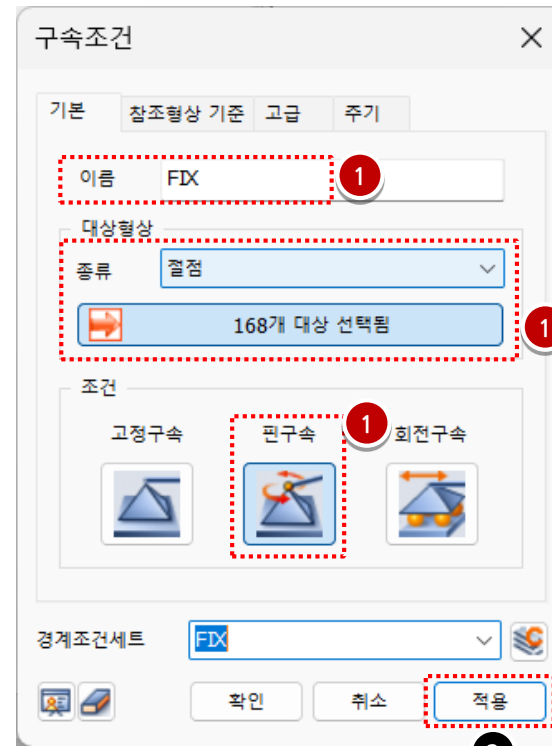 구속조건
기본 참조형상 기준 고급 주기
이름 FIX 1
대상형상
종류 절점
168개 대상 선택됨 1
조건
고정구속 핀구속 1 회전구속
경계조건세트 FIX
확인 취소 적용